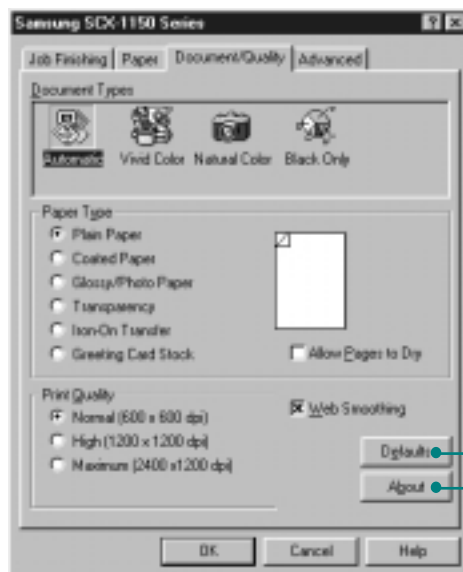 Samsung SCX-1150 Series
Job Finishing Paper Document/Quality Advanced
Document Types
Automatic Vivid Color Natural Color Black Only
Paper Type
Plain Paper
Coated Paper
Glossy/Photo Paper
Transparency
Iron-On Transfer
Greeting Card Stock
Allow Pages to Dry
Print Quality
Normal (600 x 600 dpi)
High (1200 x 1200 dpi)
Maximum (2400 x1200 dpi)
Web Smoothing
Defaults
About
OK Cancel Help